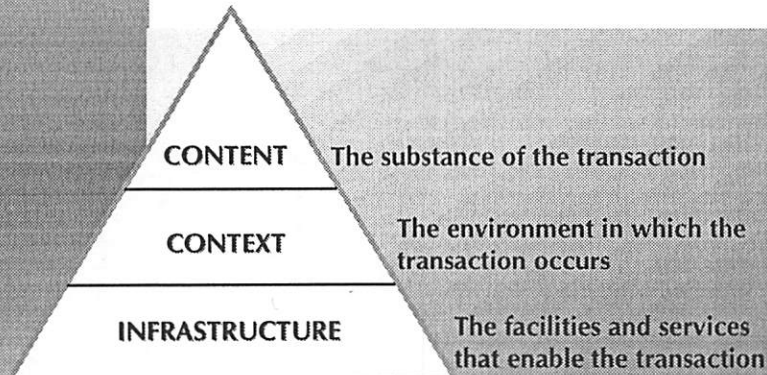 CONTENT The substance of the transaction
CONTEXT The environment in which the
transaction occurs
INFRASTRUCTURE The facilities and services
that enable the transaction